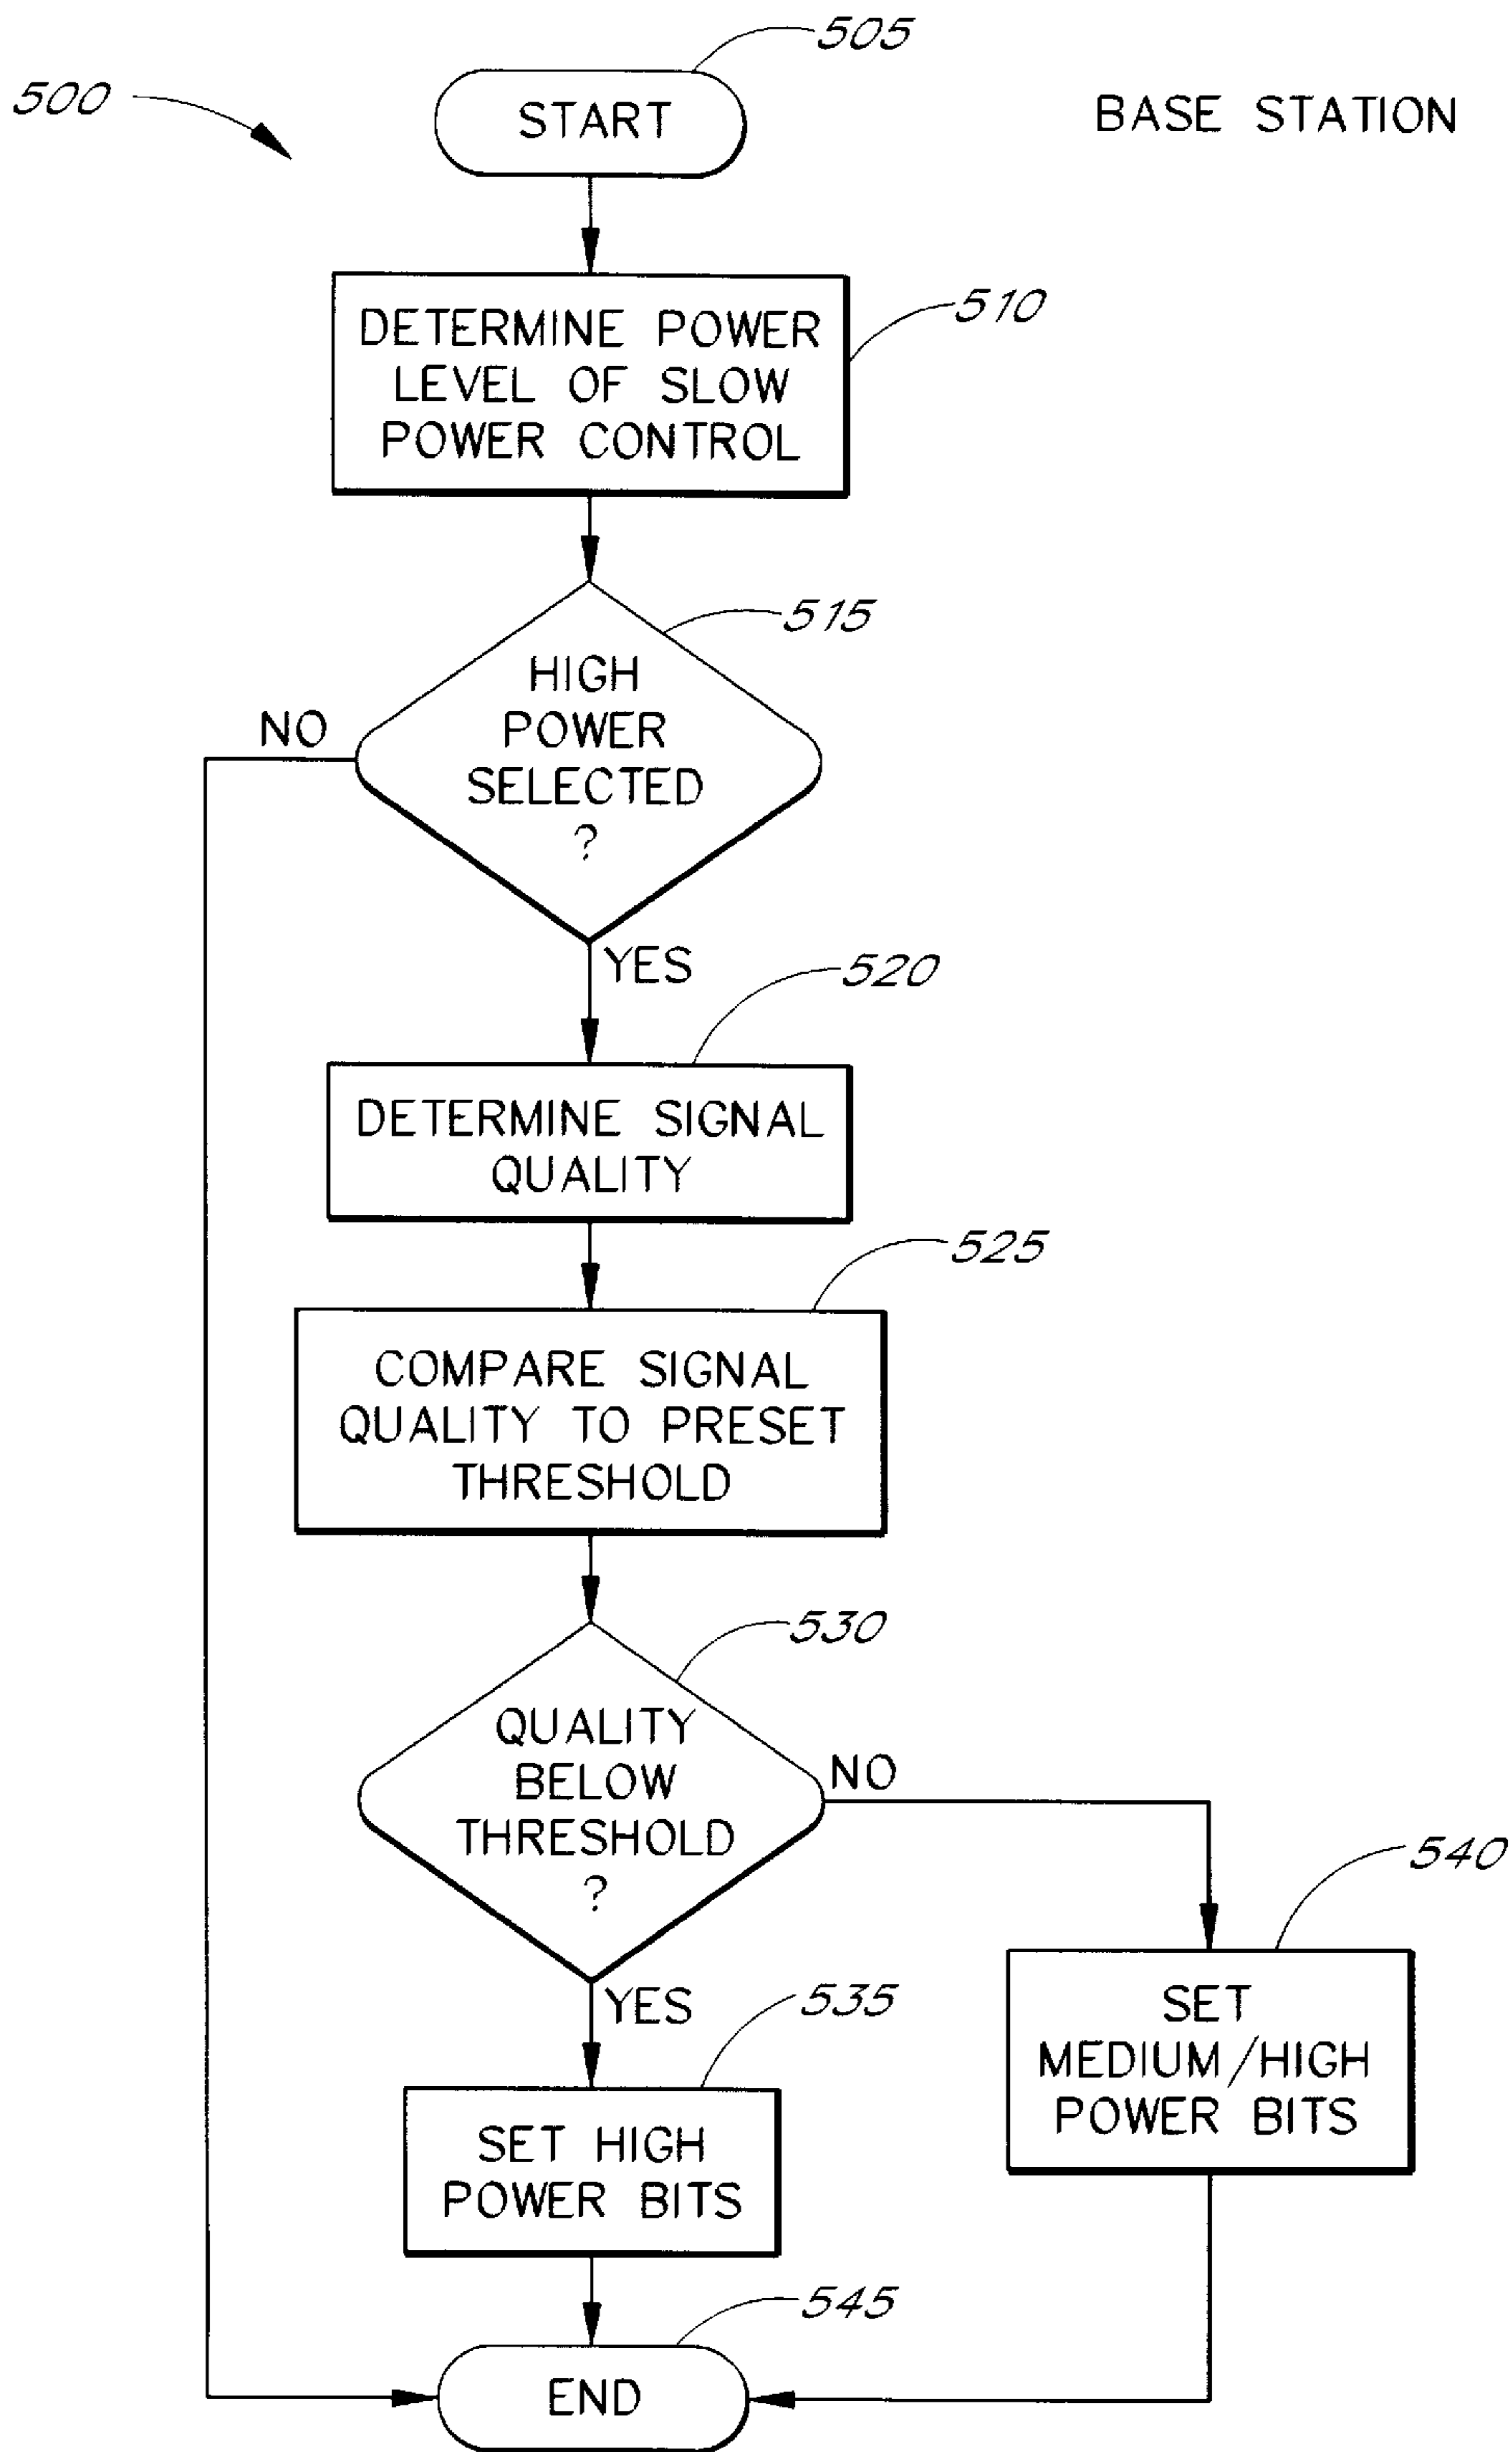 505
500
START
BASE STATION
510
DETERMINE POWER
LEVEL OF SLOW
POWER CONTROL
515
HIGH
POWER
SELECTED
?
NO
YES
520
DETERMINE SIGNAL
QUALITY
525
COMPARE SIGNAL
QUALITY TO PRESET
THRESHOLD
530
QUALITY
BELOW
THRESHOLD
?
NO
540
YES
535
SET
MEDIUM/HIGH
POWER BITS
SET HIGH
POWER BITS
545
END